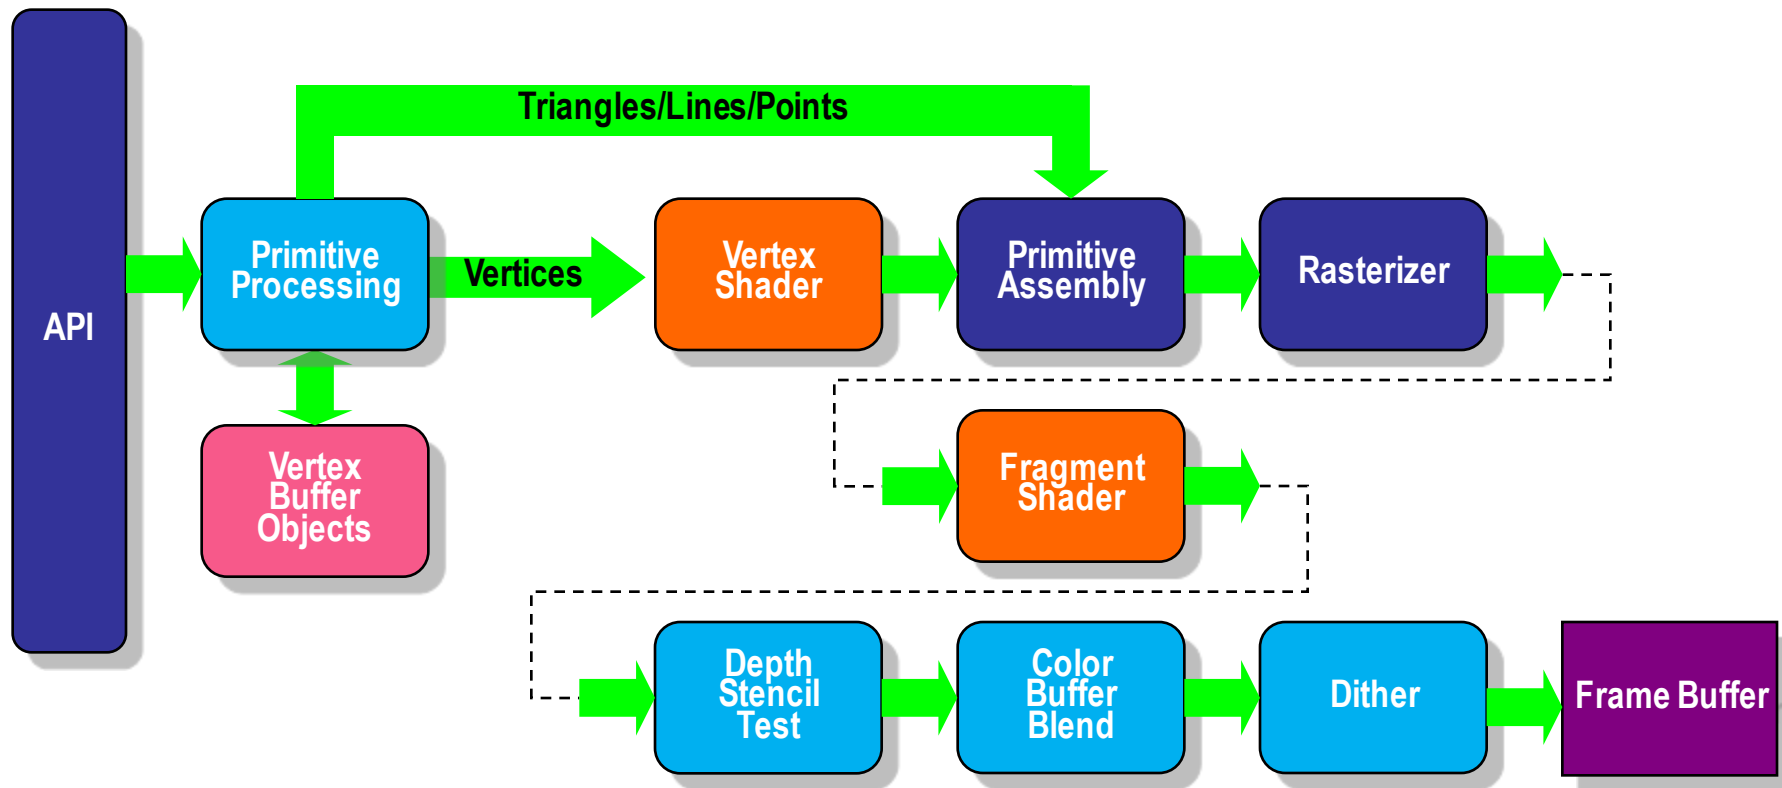 Triangles/Lines/Points
API
Primitive
Processing
Vertices
Vertex
Shader
Primitive
Assembly
Rasterizer
Vertex
Buffer
Objects
Fragment
Shader
Depth
Stencil
Test
Color
Buffer
Blend
Dither
Frame Buffer